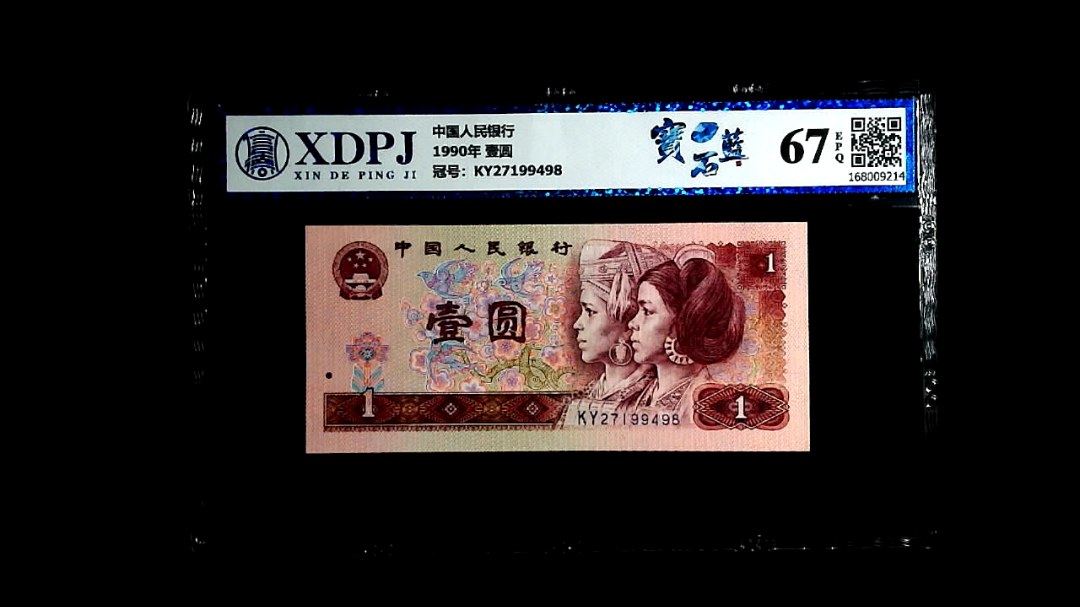 XDPJ
XIN DE PING JI
中国人民银行
1990年 壹圆
冠号：KY27199498
寶石藍
67
EPQ
168009214
中国人民银行
1
壹圆
1
KY27199498
1